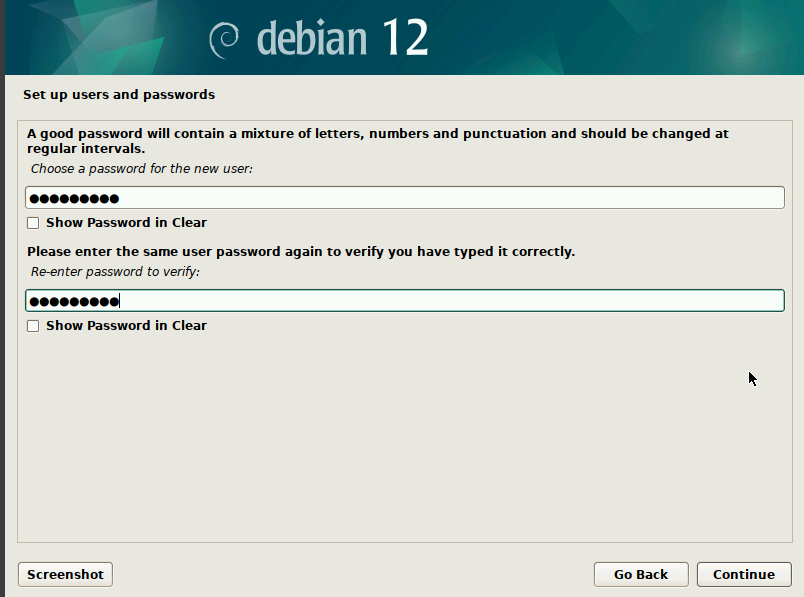 debian 12
Set up users and passwords
A good password will contain a mixture of letters, numbers and punctuation and should be changed at
regular intervals.
Choose a password for the new user:
●●●●●●●●●
Show Password in Clear
Please enter the same user password again to verify you have typed it correctly.
Re-enter password to verify:
●●●●●●●●●
Show Password in Clear
Screenshot
Go Back
Continue